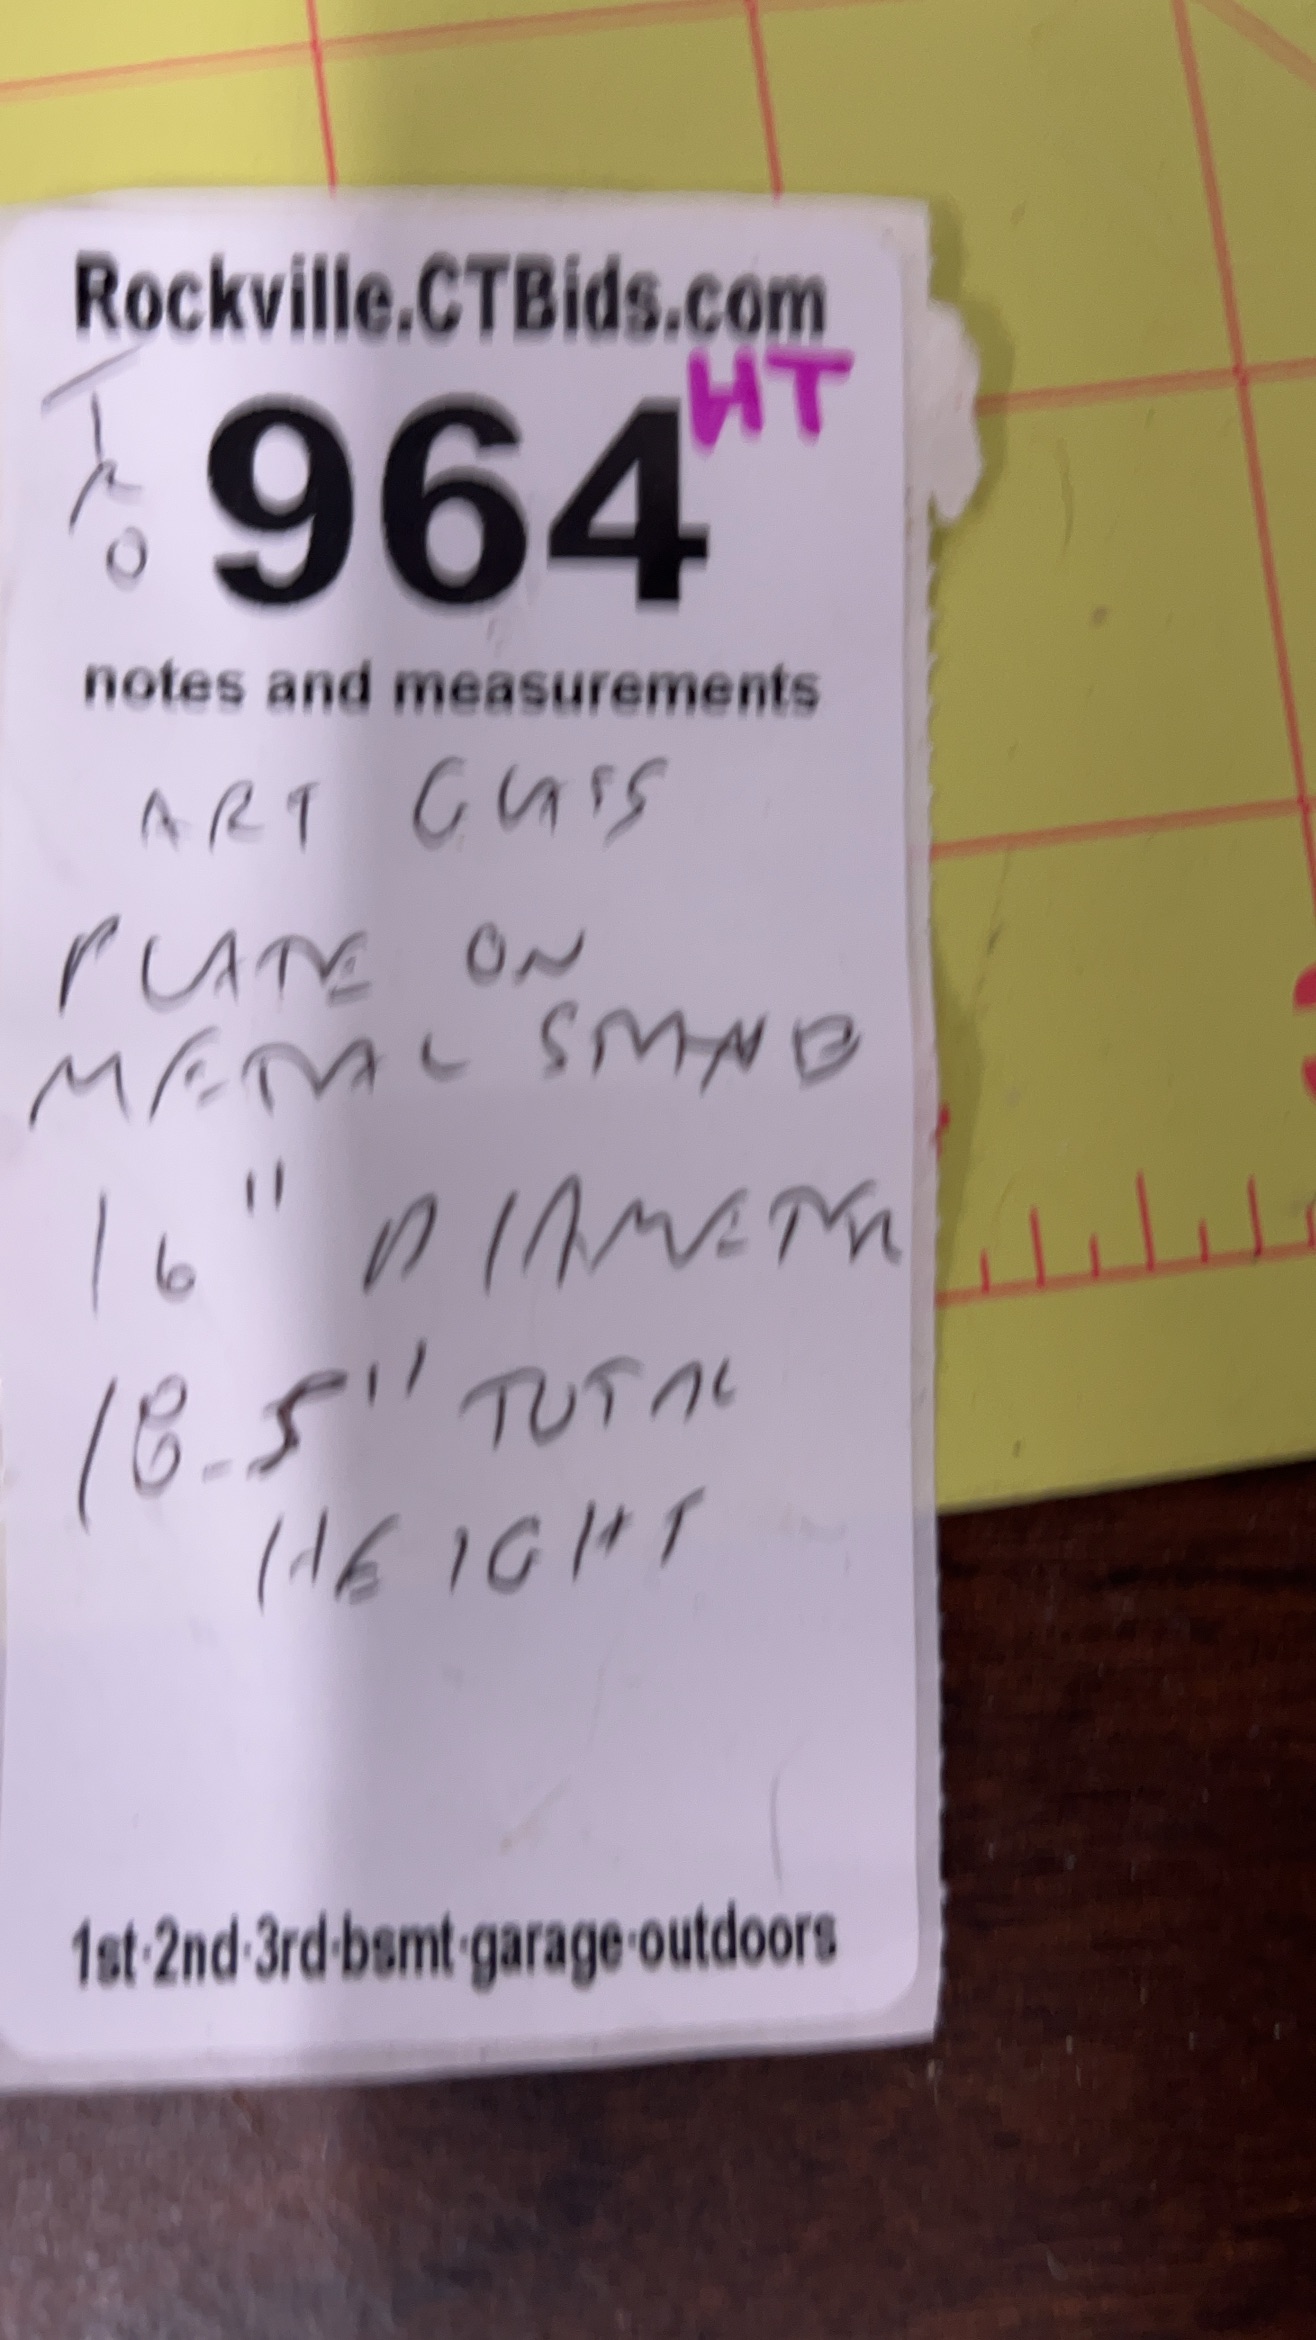 Rockville.CTBids.com
HT
964
notes and measurements
ART GLASS
PLATE ON
METAL STAND
16" DIAMETER
18.5" TOTAL
HEIGHT
1st·2nd·3rd·bsmt·garage·outdoors